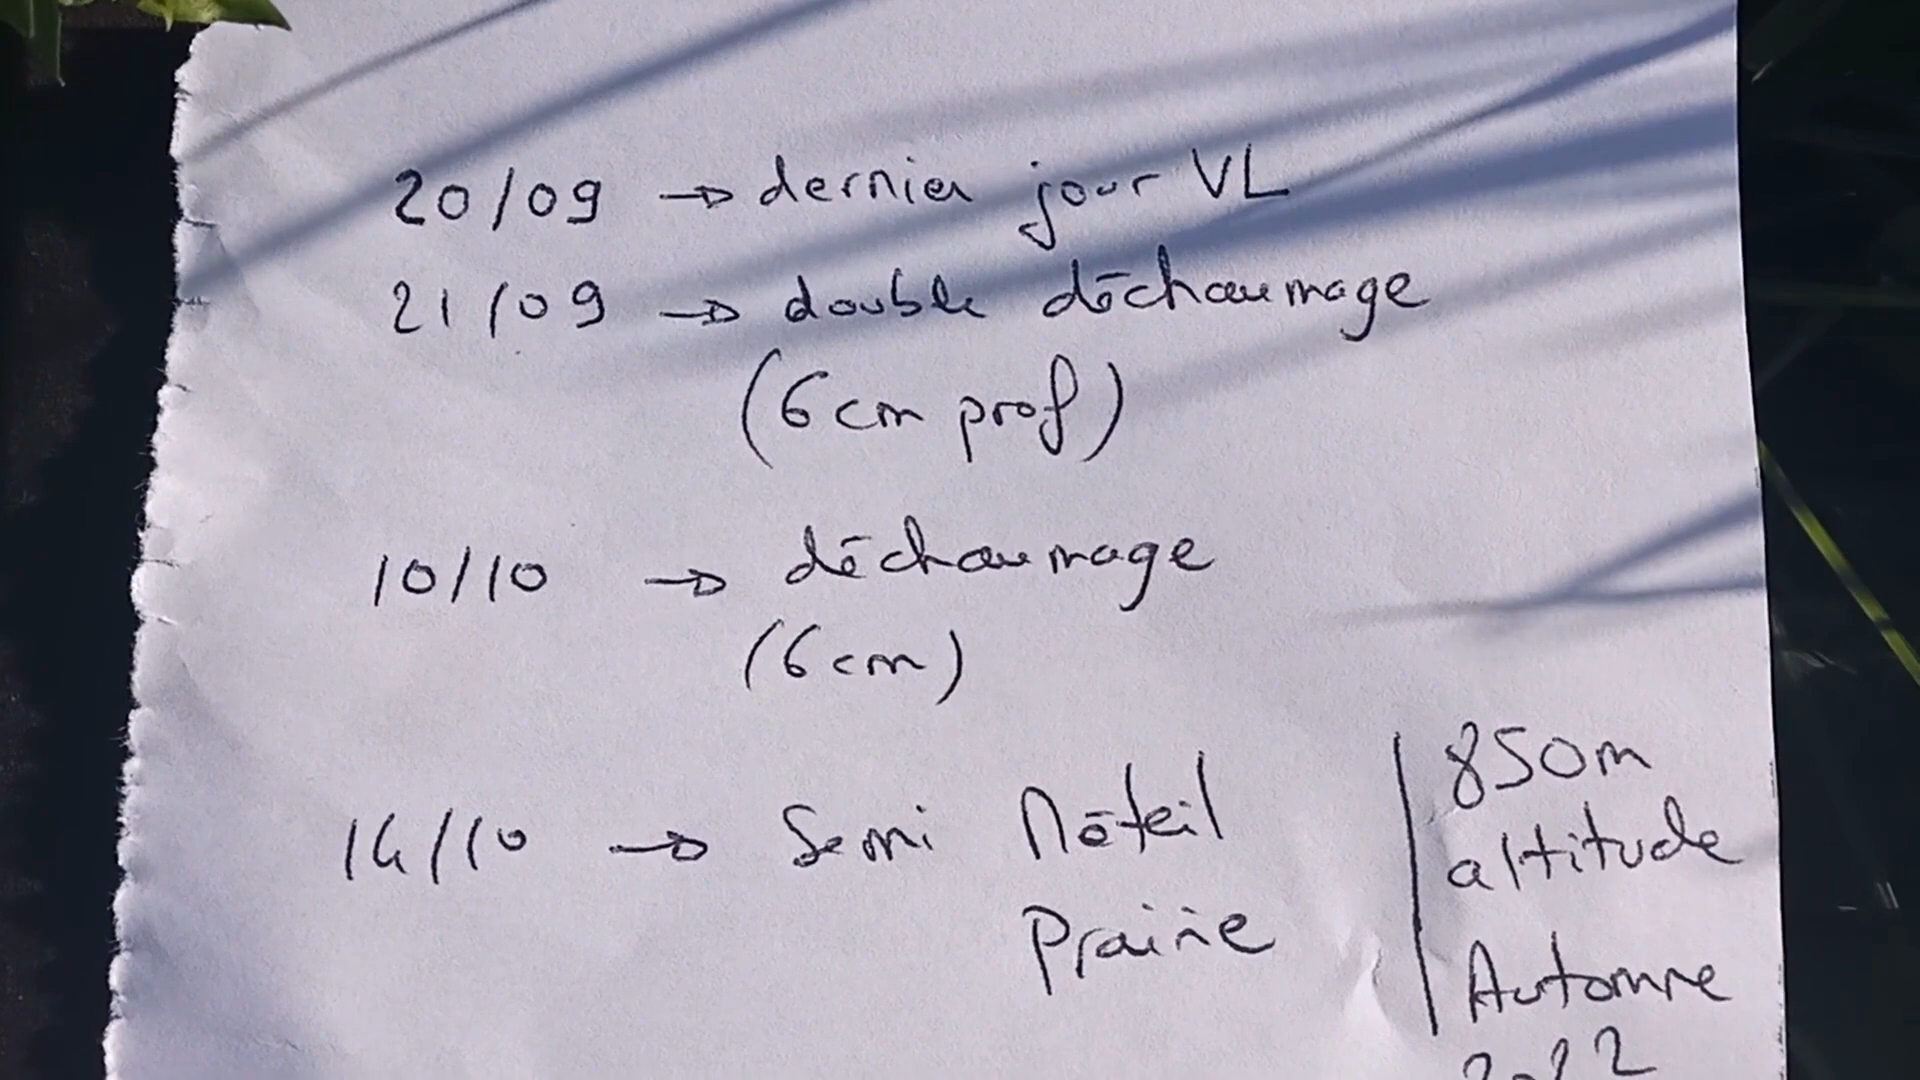 20/09 → dernier jour VL
21/09 → double déchaumage
(6cm prof)
10/10 → déchaumage
(6cm)
14/10 → Semi Méteil
Prairie
850m
altitude
Automne
2022